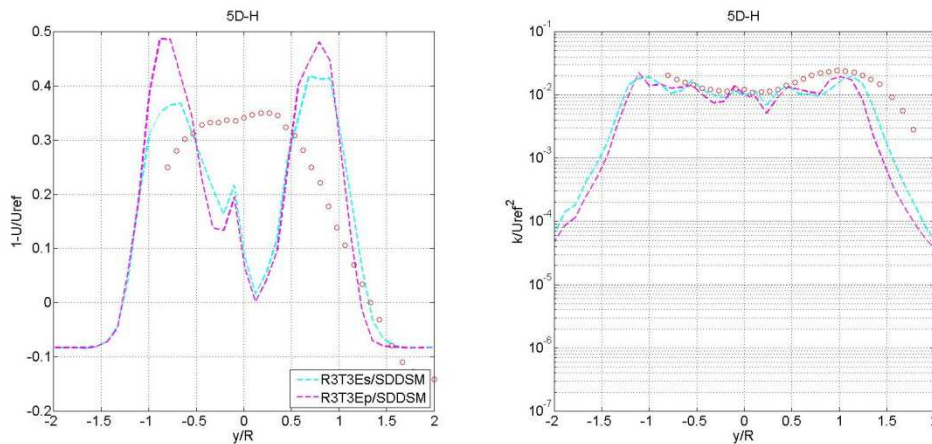 5D-H
0.5
0.4
0.3
0.2
0.1
0
-0.1
-0.2
-2 -1.5 -1 -0.5 0 0.5 1 1.5 2
1-U/Uref
y/R
R3T3Es/SDDSM
R3T3Ep/SDDSM
5D-H
10^-1
10^-2
10^-3
10^-4
10^-5
10^-6
10^-7
-2 -1.5 -1 -0.5 0 0.5 1 1.5 2
k/Uref^2
y/R